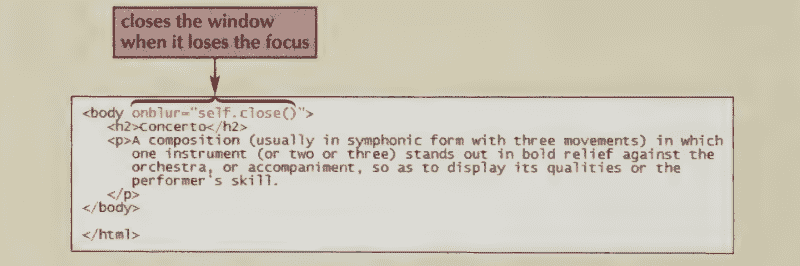 closes the window
when it loses the focus
<body onblur="self.close()">
<h2>Concerto</h2>
<p>A composition (usually in symphonic form with three movements) in which
one instrument (or two or three) stands out in bold relief against the
orchestra, or accompaniment, so as to display its qualities or the
performer's skill.
</p>
</body>
</html>